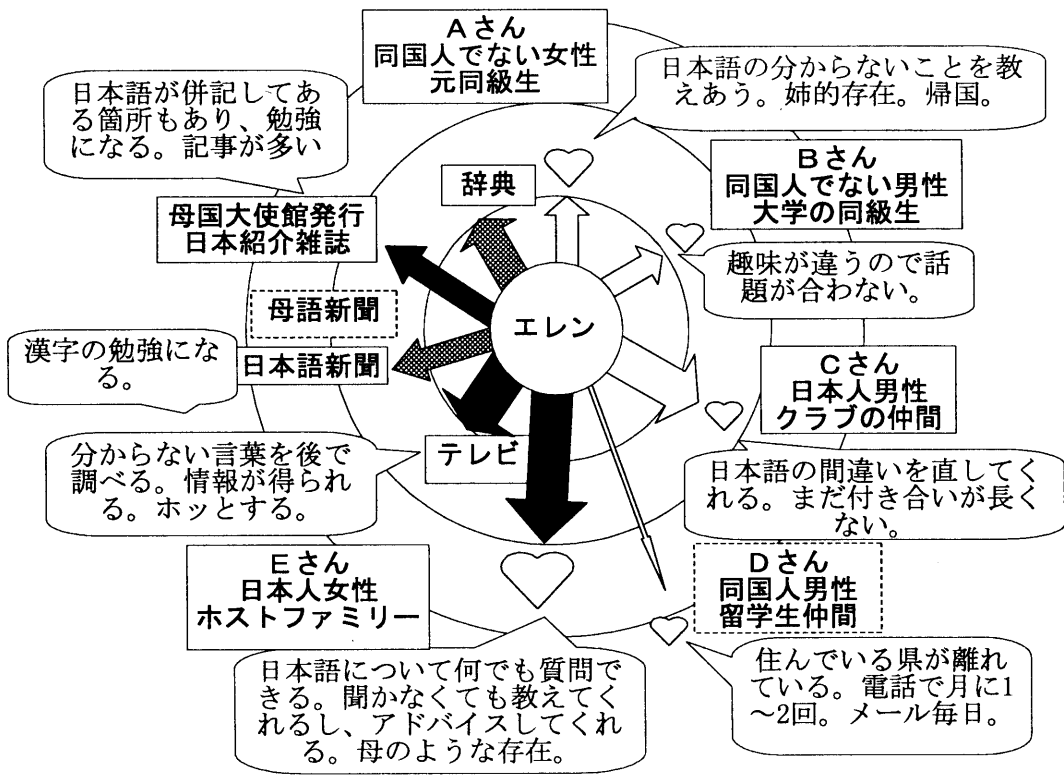 Aさん
同国人でない女性
元同級生
日本語の分からないことを教
えあう。姉的存在。帰国。
日本語が併記してあ
る箇所もあり、勉強
になる。記事が多い
辞典
Bさん
同国人でない男性
大学の同級生
母国大使館発行
日本紹介雑誌
趣味が違うので話
題が合わない。
母語新聞
エレン
漢字の勉強にな
る。
日本語新聞
Cさん
日本人男性
クラブの仲間
分からない言葉を後で
調べる。情報が得られ
る。ホッとする。
テレビ
日本語の間違いを直してく
れる。まだ付き合いが長く
ない。
Eさん
日本人女性
ホストファミリー
Dさん
同国人男性
留学生仲間
日本語について何でも質問で
きる。聞かなくても教えてく
れるし、アドバイスしてくれ
る。母のような存在。
住んでいる県が離れ
ている。電話で月に1
～2回。メール毎日。